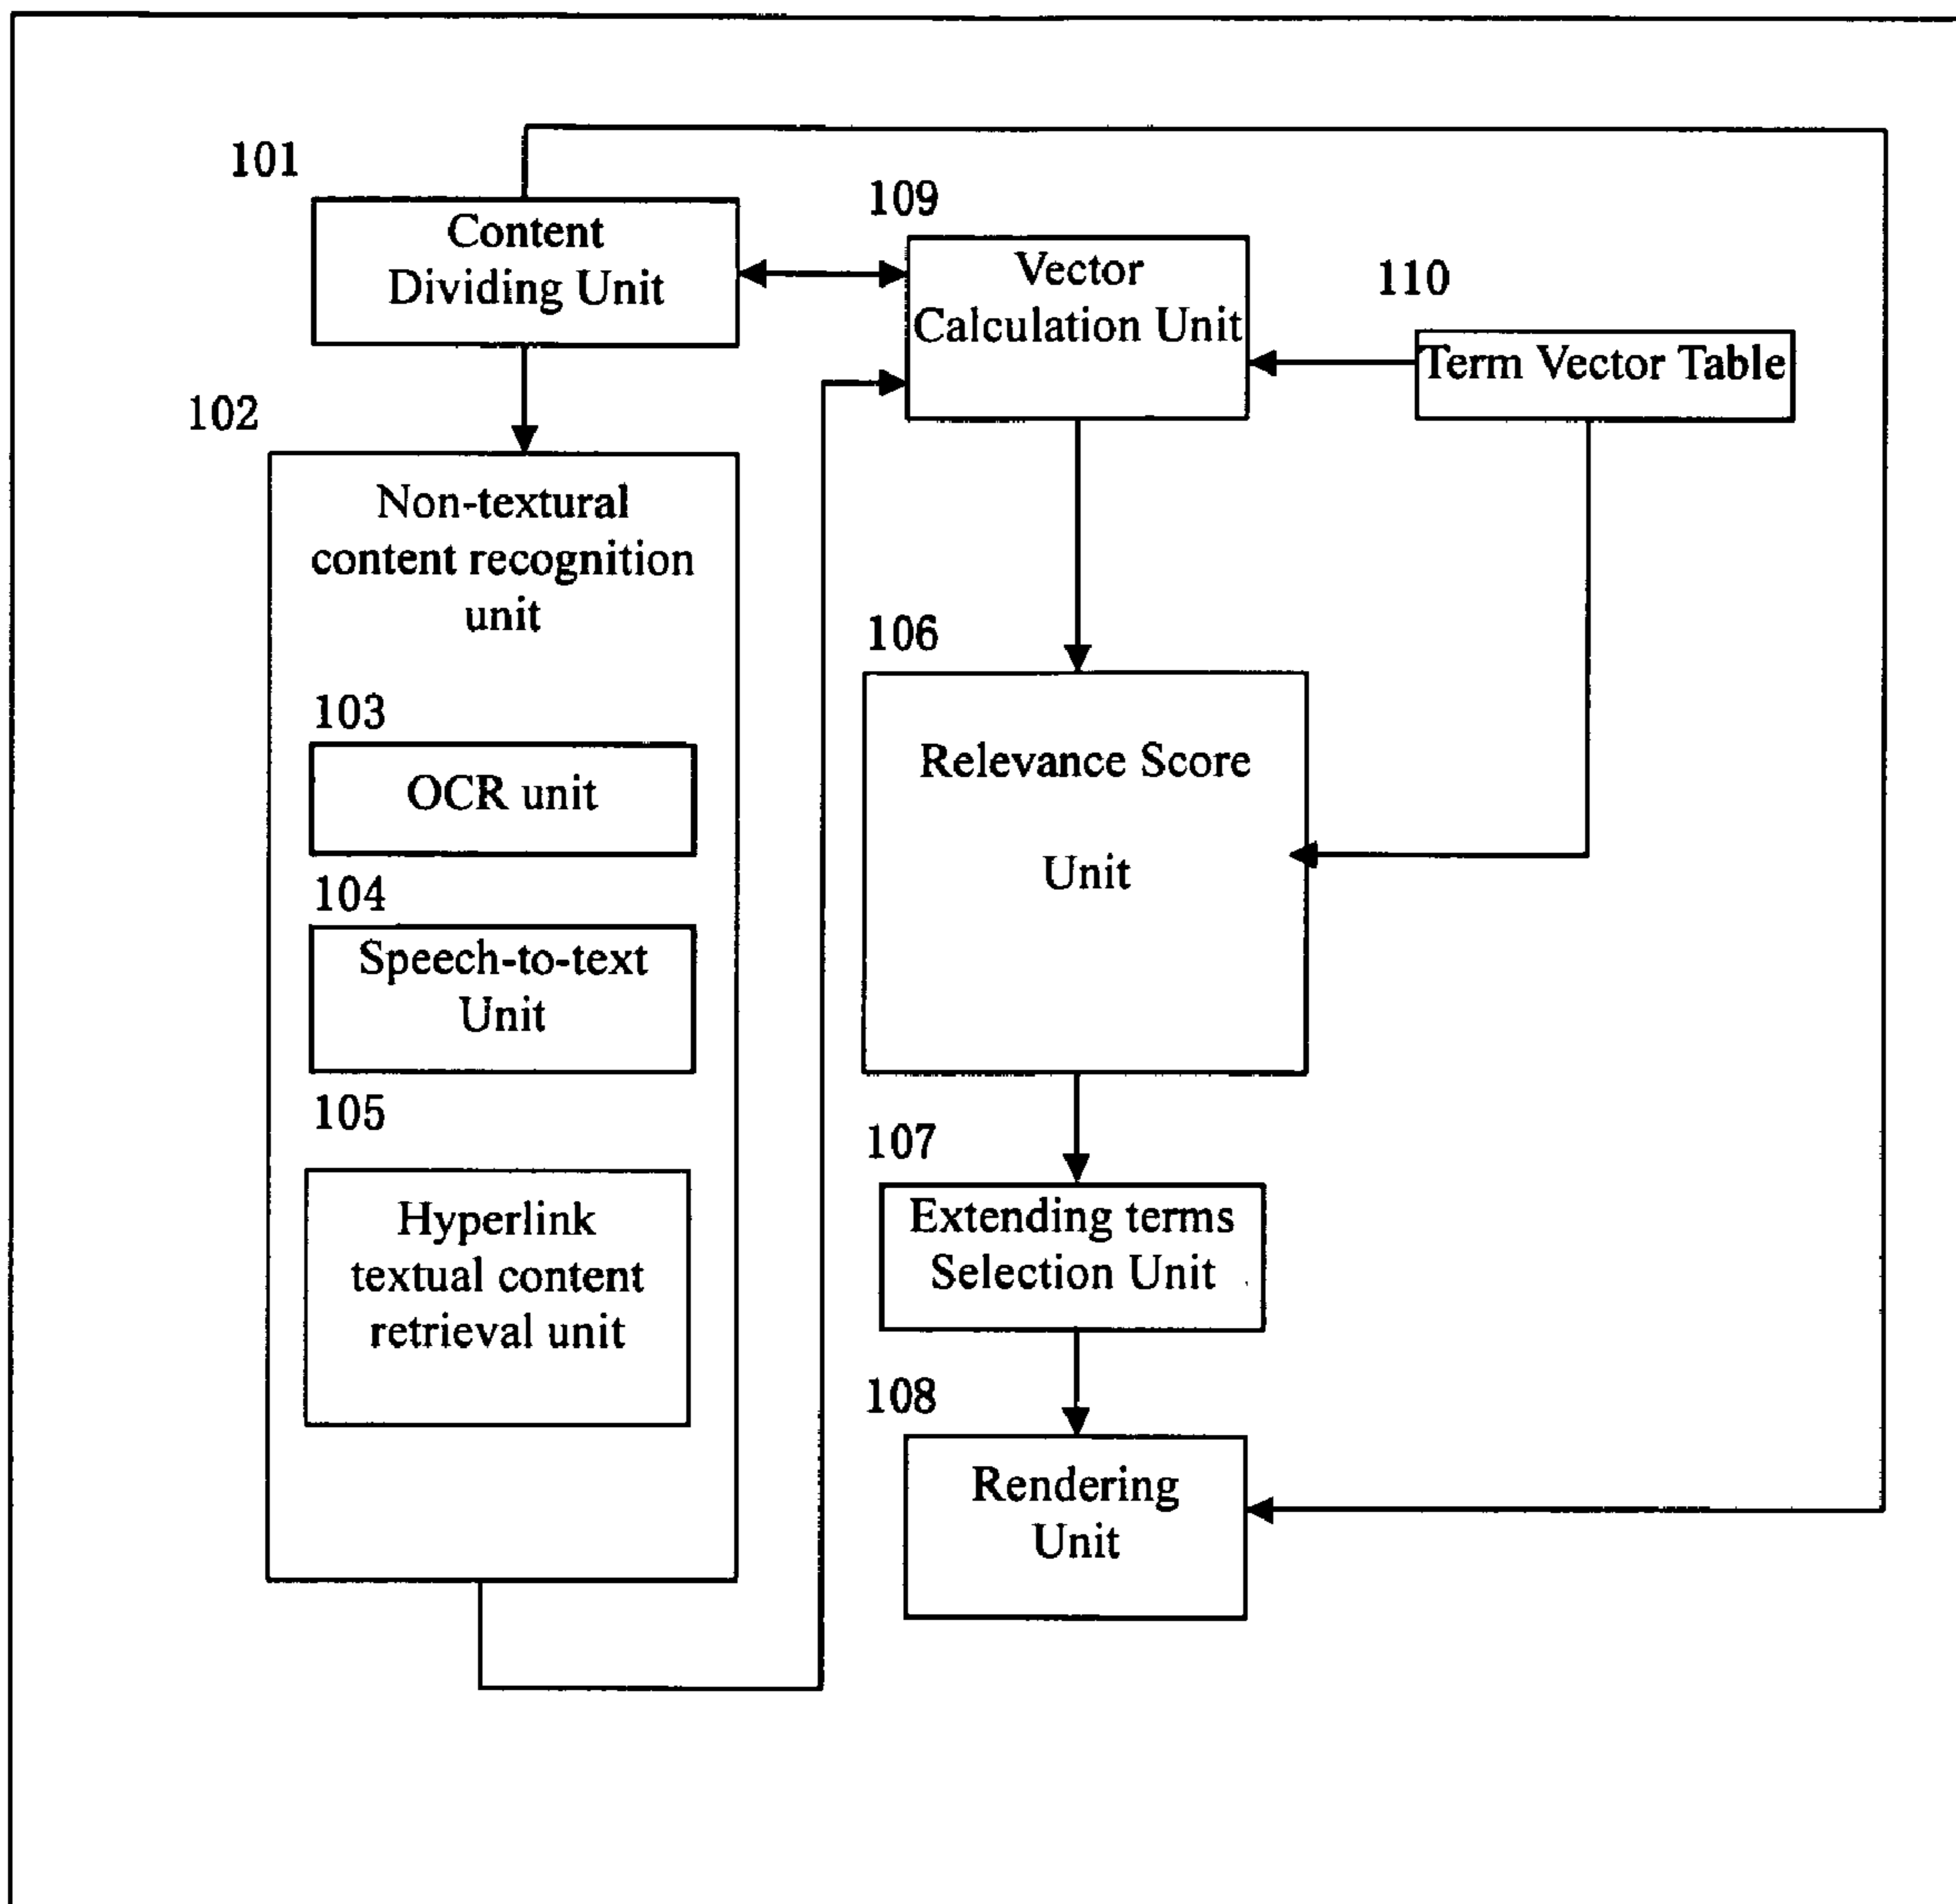 101
Content
Dividing Unit
109
Vector
Calculation Unit
110
Term Vector Table
102
Non-textural
content recognition
unit
103
OCR unit
104
Speech-to-text
Unit
105
Hyperlink
textual content
retrieval unit
106
Relevance Score
Unit
107
Extending terms
Selection Unit
108
Rendering
Unit